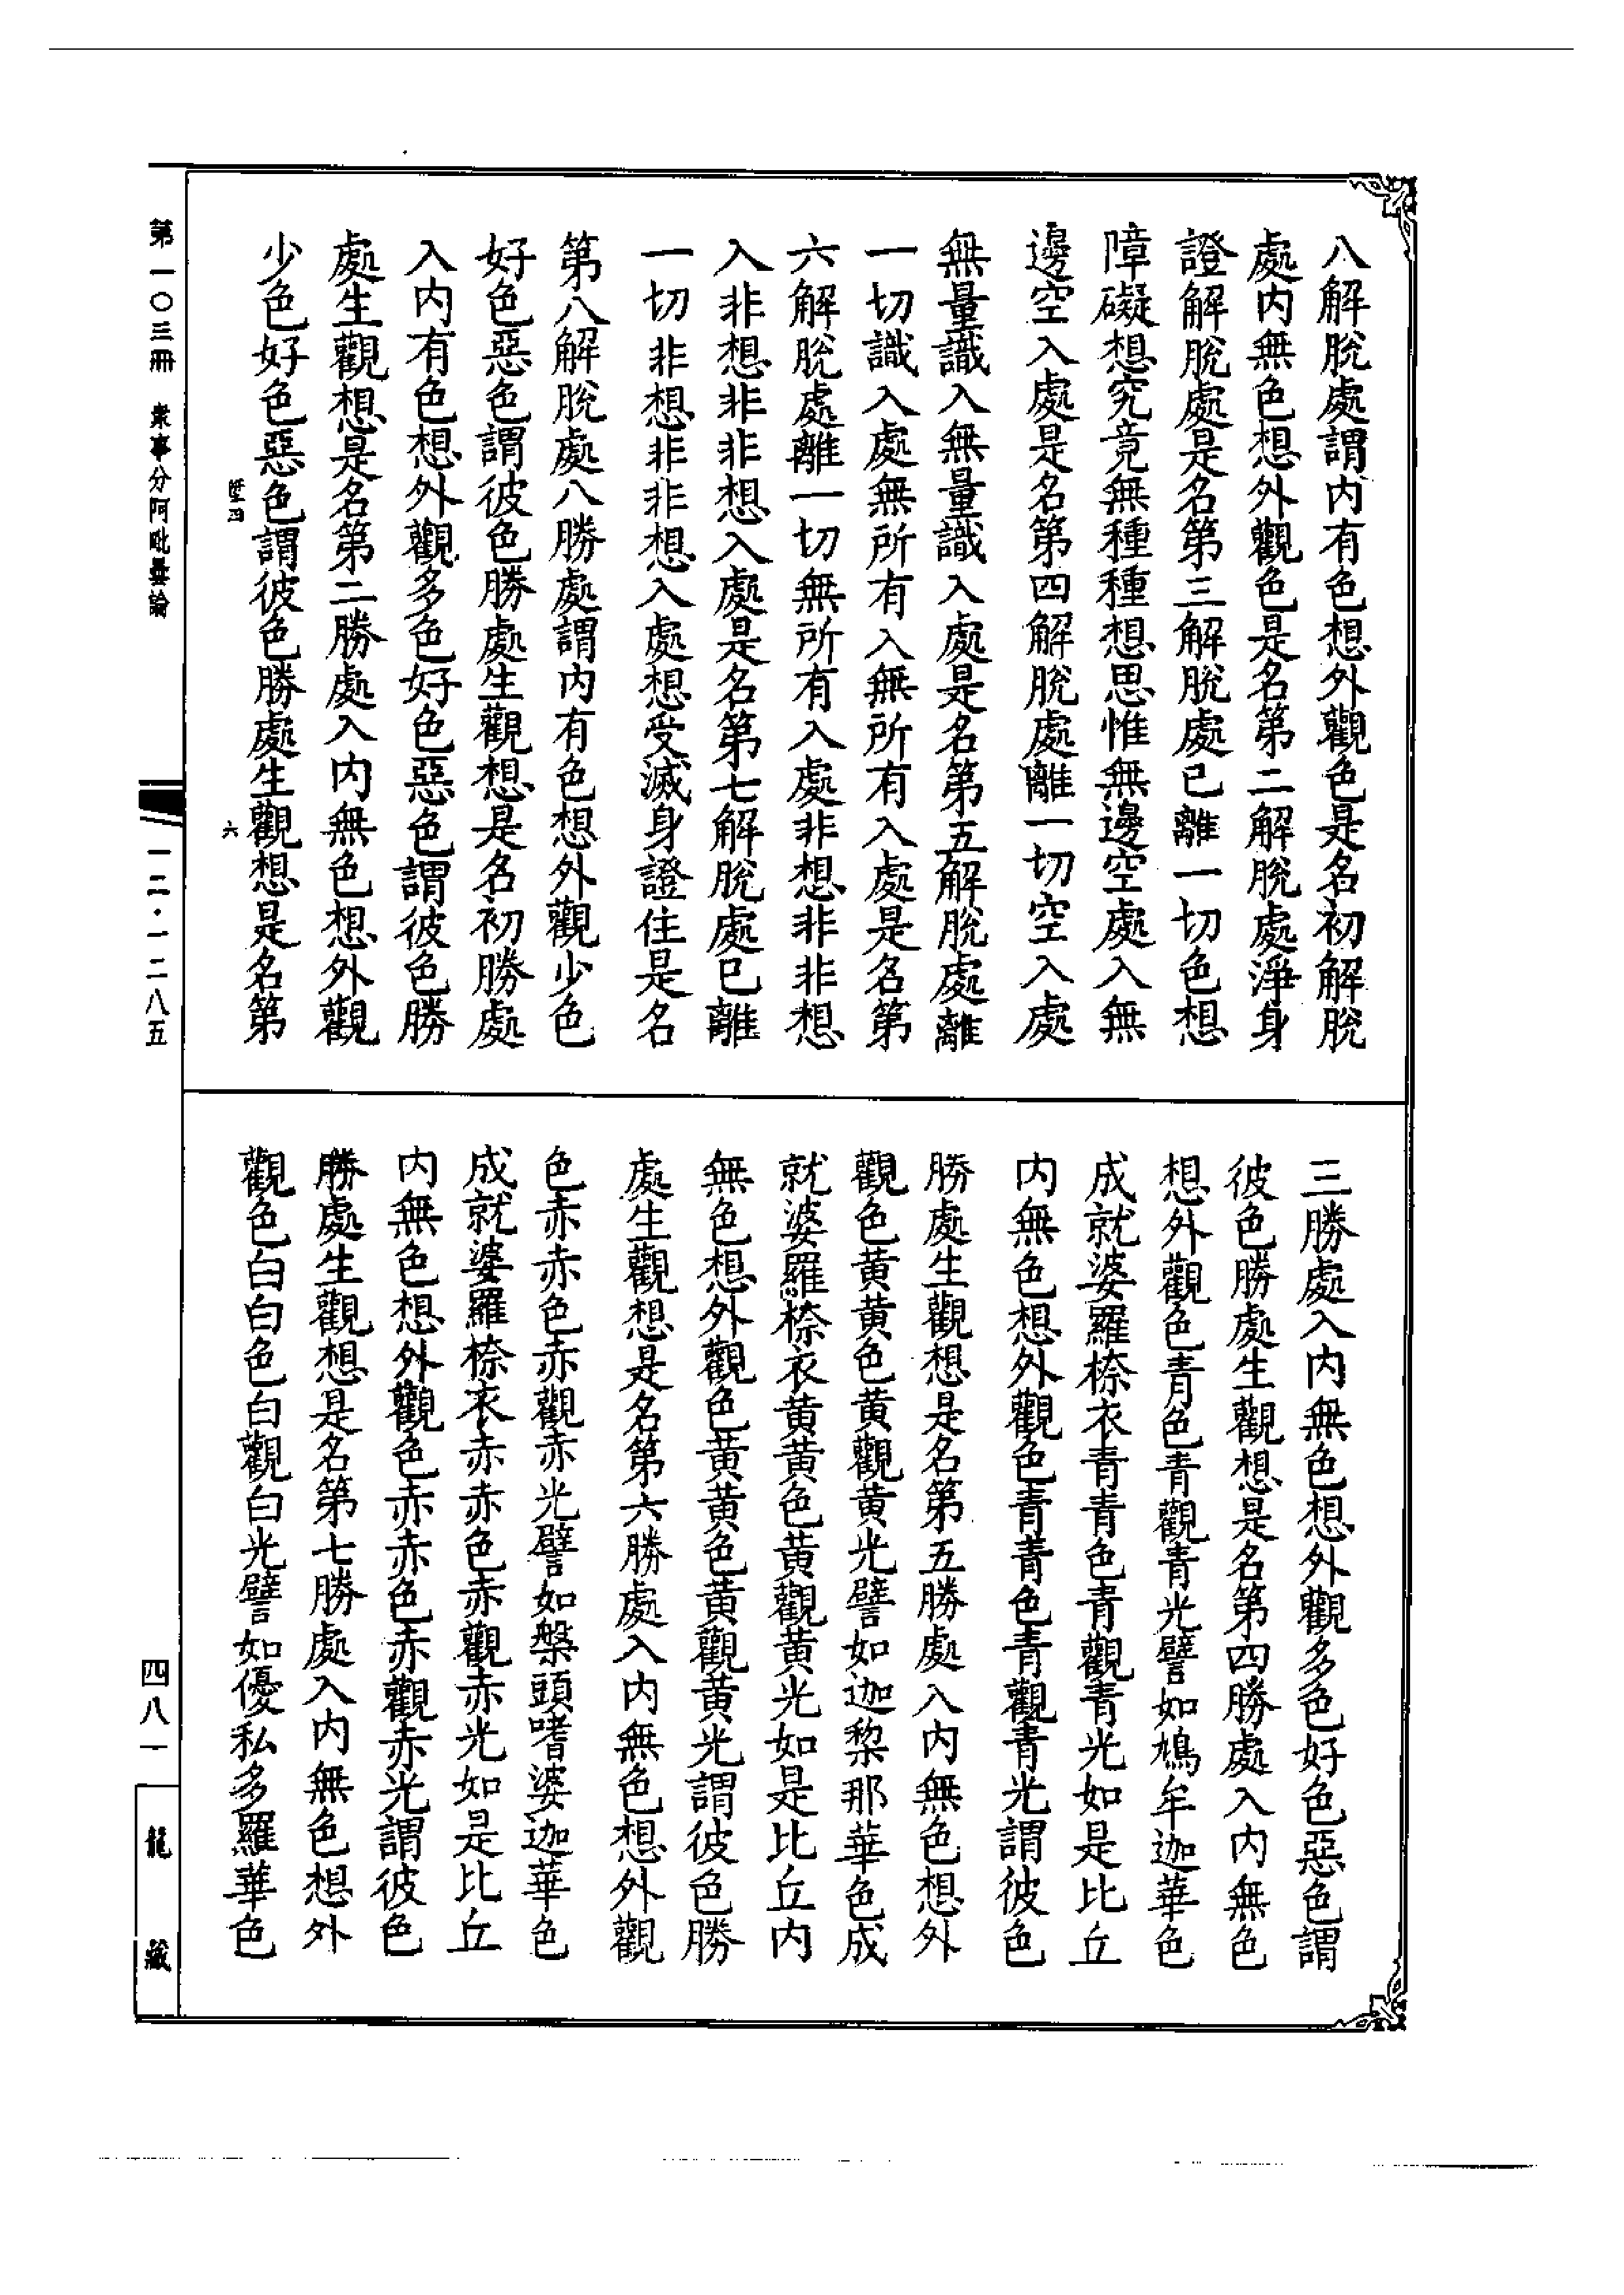 八解脫處謂內有色想外觀色是名初解脫
處內無色想外觀色是名第二解脫處淨身
證解脫處是名第三解脫處已離一切色想
障礙想究竟無種種想思惟無邊空處入無
邊空入處是名第四解脫處離一切空入處
無量識入無量識入處是名第五解脫處離
一切識入處無所有入無所有入處是名第
六解脫處離一切無所有入處非想非非想
入非想非非想入處是名第七解脫處已離
一切非想非非想入處想受滅身證住是名
第八解脫處八勝處謂內有色想外觀少色
好色惡色謂彼色勝處生觀想是名初勝處
入內有色想外觀多色好色惡色謂彼色勝
處生觀想是名第二勝處入內無色想外觀
少色好色惡色謂彼色勝處生觀想是名第
三勝處入內無色想外觀多色好色惡色謂
彼色勝處生觀想是名第四勝處入內無色
想外觀色青色青觀青光譬如鳩牟迦華色
成就婆羅㮈衣青青色青觀青光如是比丘
內無色想外觀色青青色青觀青光謂彼色
勝處生觀想是名第五勝處入內無色想外
觀色黃黃色黃觀黃光譬如迦黎那華色成
就婆羅㮈衣黃黃色黃觀黃光如是比丘內
無色想外觀色黃黃色黃觀黃光謂彼色勝
處生觀想是名第六勝處入內無色想外觀
色赤赤色赤觀赤光譬如槃頭嗜婆迦華色
成就婆羅㮈衣赤赤色赤觀赤光如是比丘
內無色想外觀色赤赤色赤觀赤光謂彼色
勝處生觀想是名第七勝處入內無色想外
觀色白白色白觀白光譬如優私多羅華色
四
六
第一〇三冊 衆事分阿毗曇論
一二·一二八五
四八一
龍藏